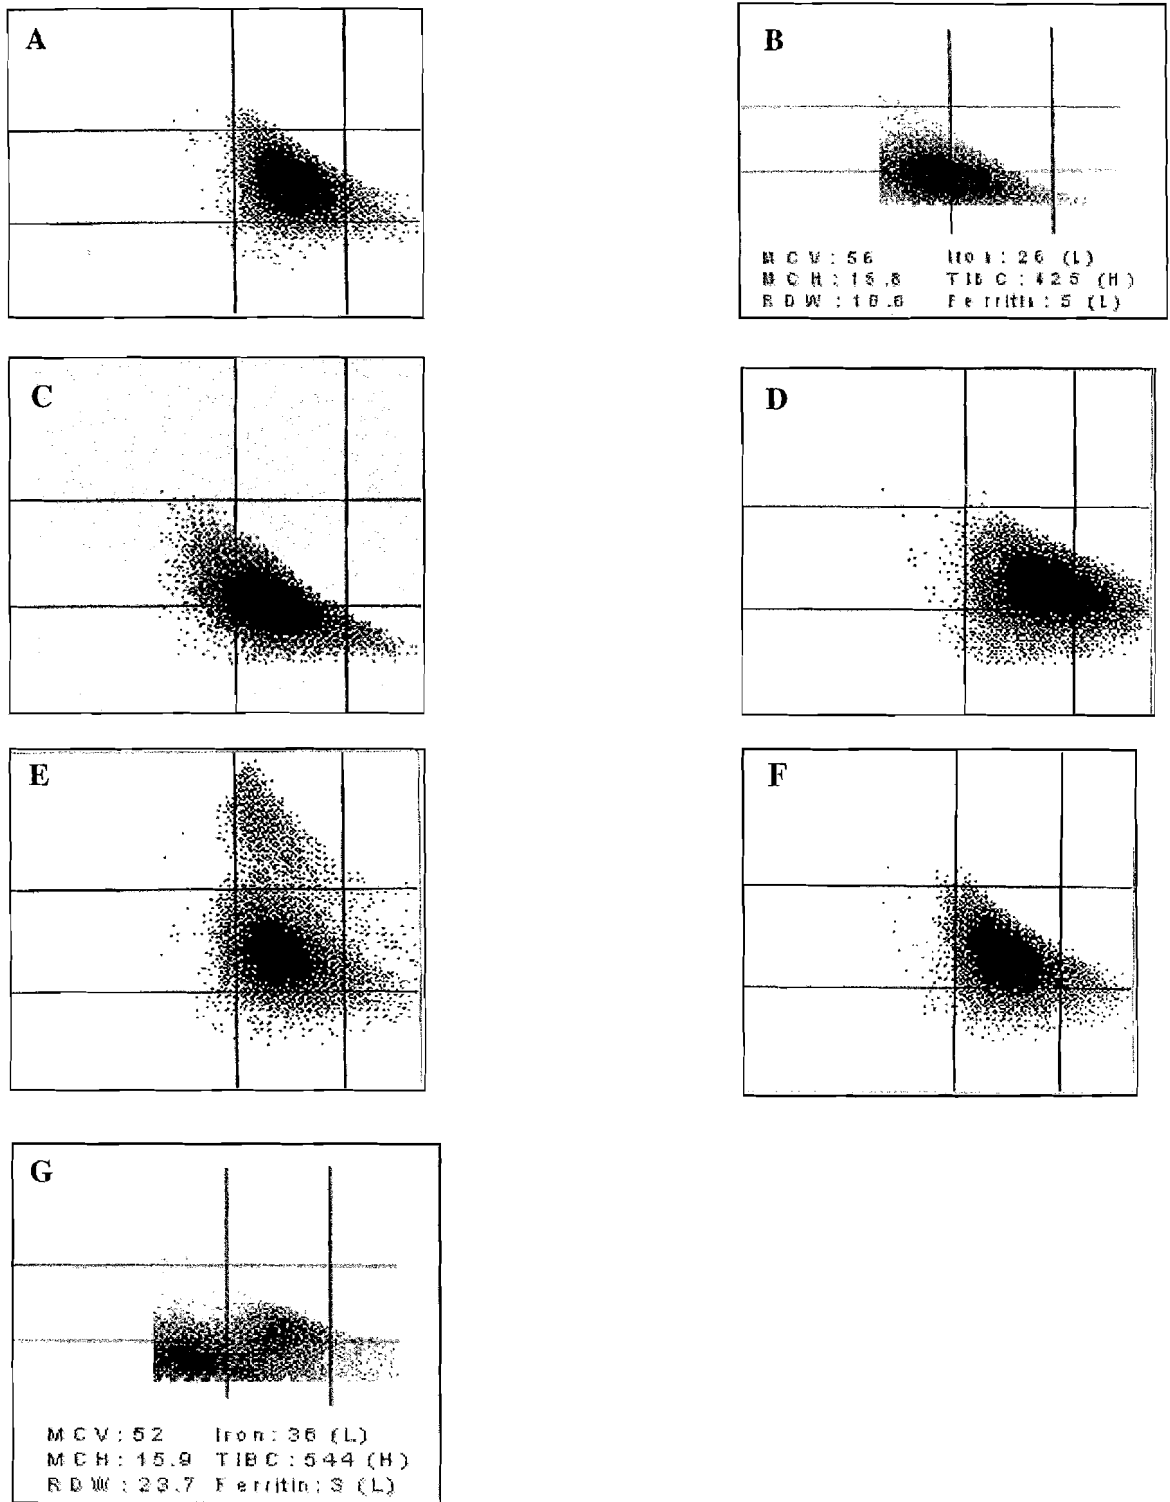 A
B
MCV:56 Iron:26 (L)
MCH:15.8 TIBC:425 (H)
RDW:18.6 Ferritin:5 (L)
C
D
E
F
G
MCV:52 Iron:36 (L)
MCH:15.9 TIBC:544 (H)
RDW:23.7 Ferritin:3 (L)